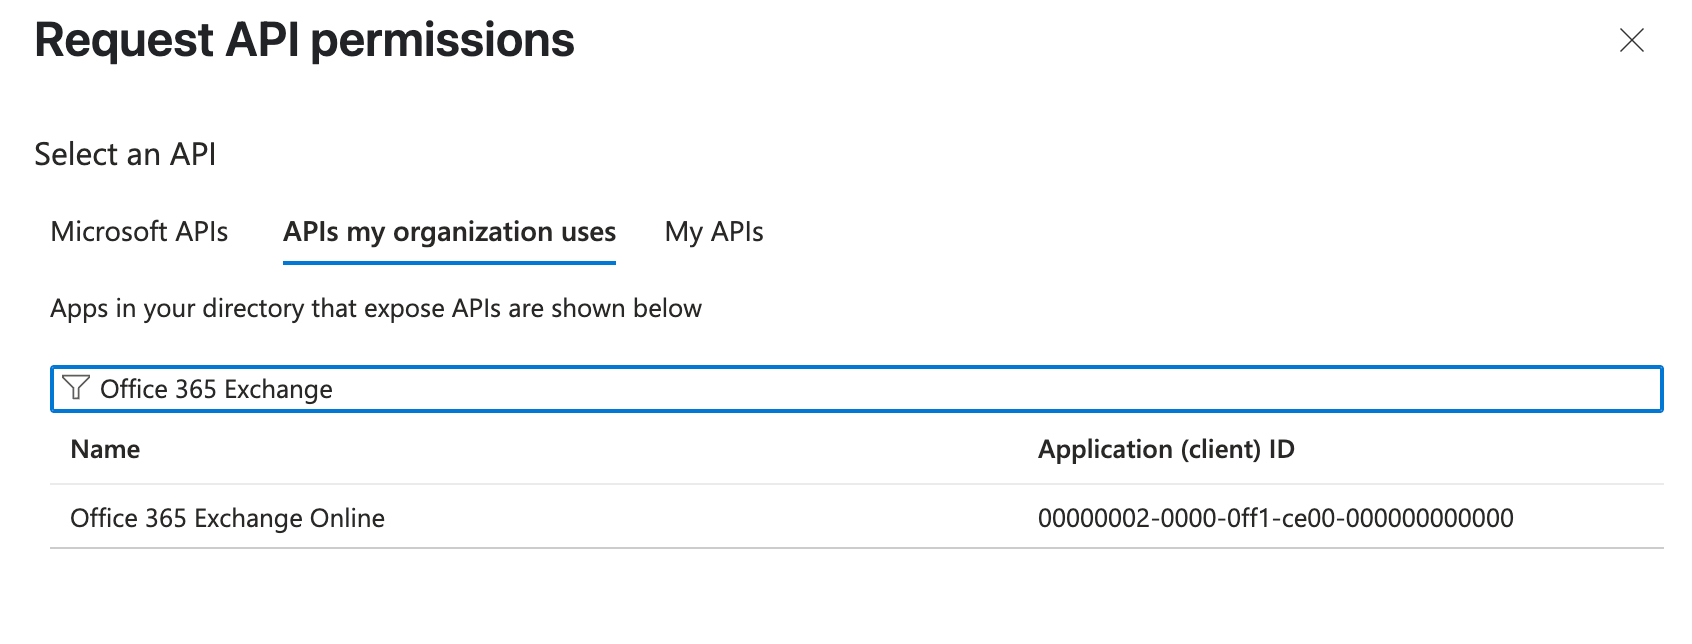 Request API permissions
Select an API
Microsoft APIs APIs my organization uses My APIs
Apps in your directory that expose APIs are shown below
Office 365 Exchange
Name Application (client) ID
Office 365 Exchange Online 00000002-0000-0ff1-ce00-000000000000